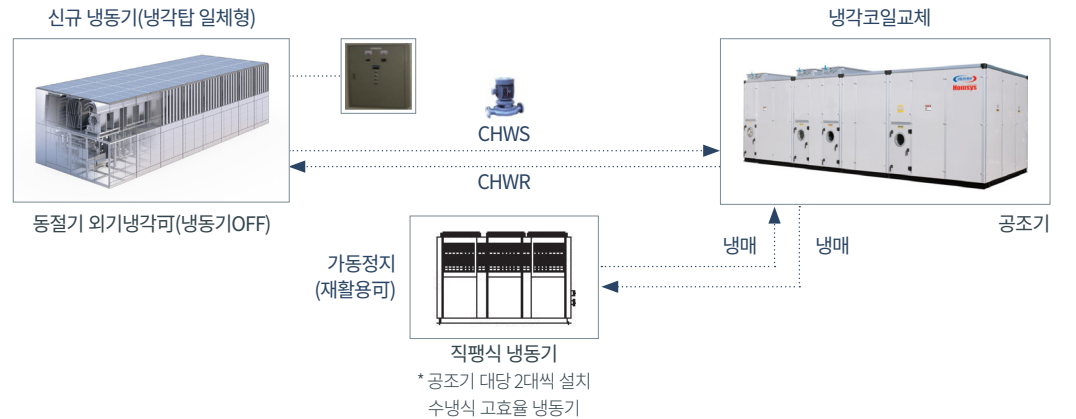 신규 냉동기(냉각탑 일체형)
냉각코일교체
Humsys
CHWS
CHWR
동절기 외기냉각可(냉동기OFF)
공조기
냉매
냉매
가동정지
(재활용可)
직팽식 냉동기
* 공조기 대당 2대씩 설치
수냉식 고효율 냉동기